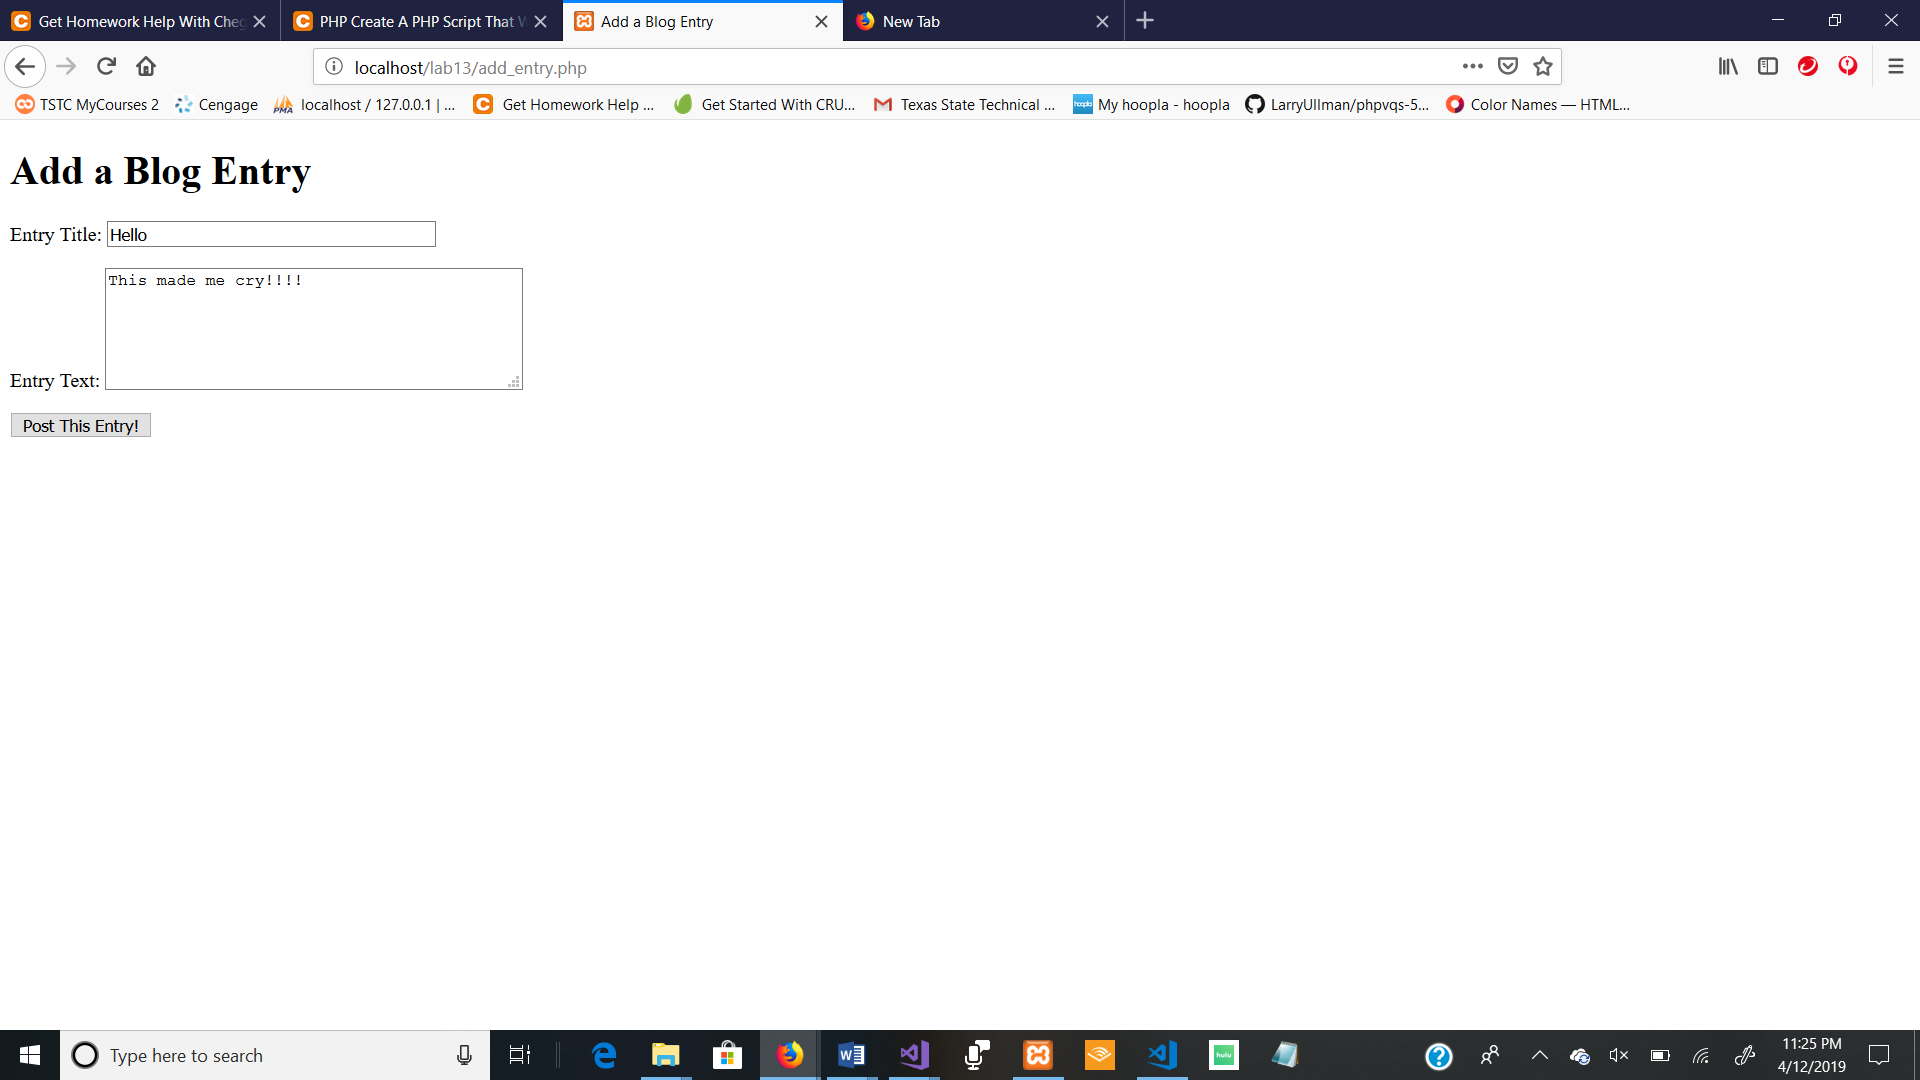 Get Homework Help With Cheg
PHP Create A PHP Script That W
Add a Blog Entry
New Tab
localhost/lab13/add_entry.php
TSTC MyCourses 2
Cengage
PMA
localhost / 127.0.0.1 | ...
Get Homework Help ...
Get Started With CRU...
Texas State Technical ...
hoopla
My hoopla - hoopla
LarryUllman/phpvqs-5...
Color Names — HTML...
Add a Blog Entry
Entry Title: Hello
This made me cry!!!!
Entry Text:
Post This Entry!
Type here to search
hulu
11:25 PM
4/12/2019